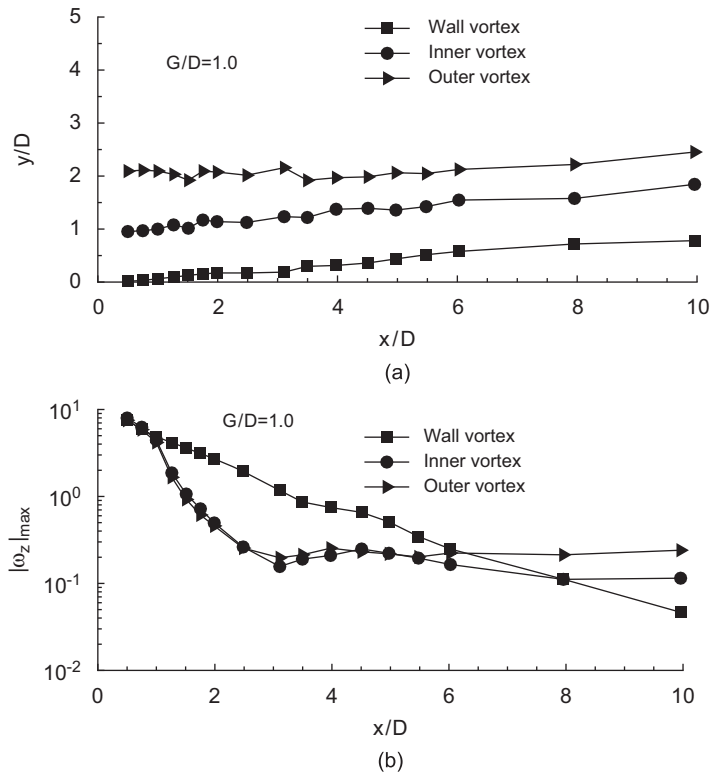 5
4
3
2
1
0
y/D
G/D=1.0
Wall vortex
Inner vortex
Outer vortex
0 2 4 6 8 10
x/D
(a)
10^1
10^0
10^-1
10^-2
|ω_z|_max
G/D=1.0
Wall vortex
Inner vortex
Outer vortex
0 2 4 6 8 10
x/D
(b)